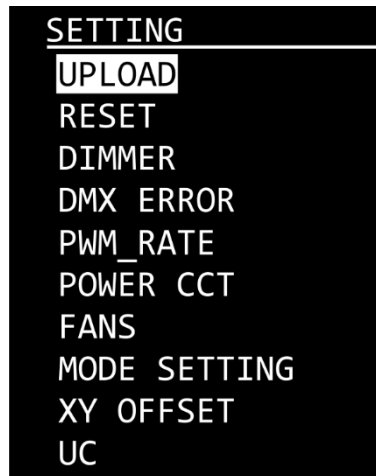 SETTING
UPLOAD
RESET
DIMMER
DMX ERROR
PWM_RATE
POWER CCT
FANS
MODE SETTING
XY OFFSET
UC